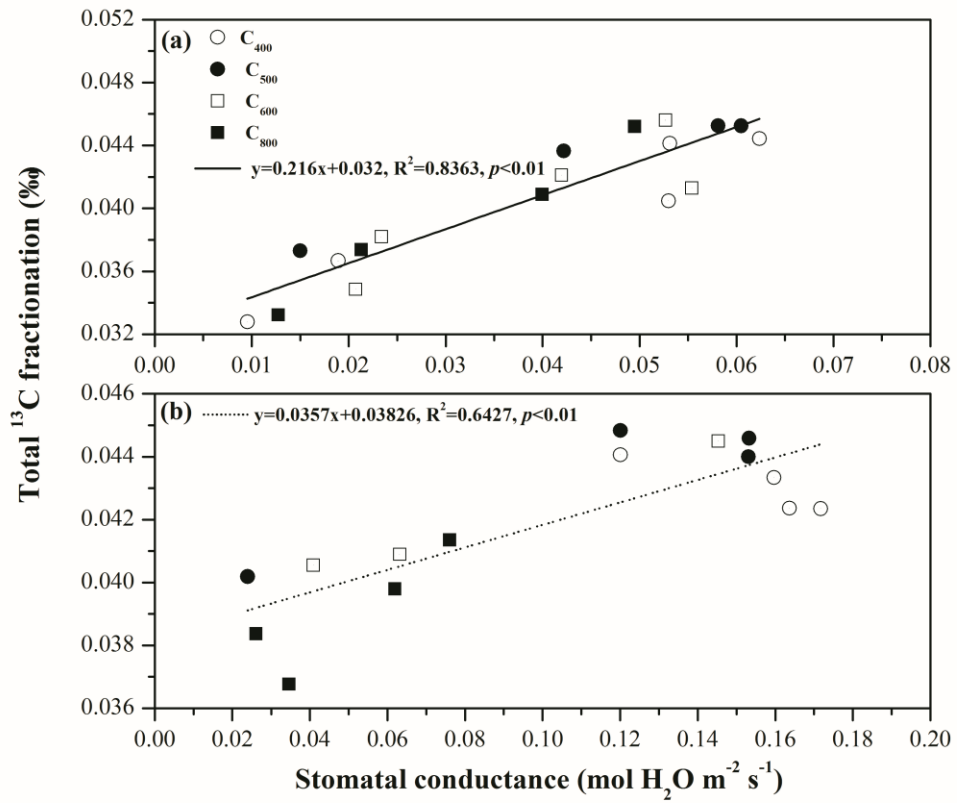 Total ¹³C fractionation (‰)
0.052
0.048
0.044
0.040
0.036
0.032
(a)
C₄₀₀
C₅₀₀
C₆₀₀
C₈₀₀
y=0.216x+0.032, R²=0.8363, p<0.01
0.00 0.01 0.02 0.03 0.04 0.05 0.06 0.07 0.08
0.046
0.044
0.042
0.040
0.038
0.036
(b) y=0.0357x+0.03826, R²=0.6427, p<0.01
0.00 0.02 0.04 0.06 0.08 0.10 0.12 0.14 0.16 0.18 0.20
Stomatal conductance (mol H₂O m⁻² s⁻¹)